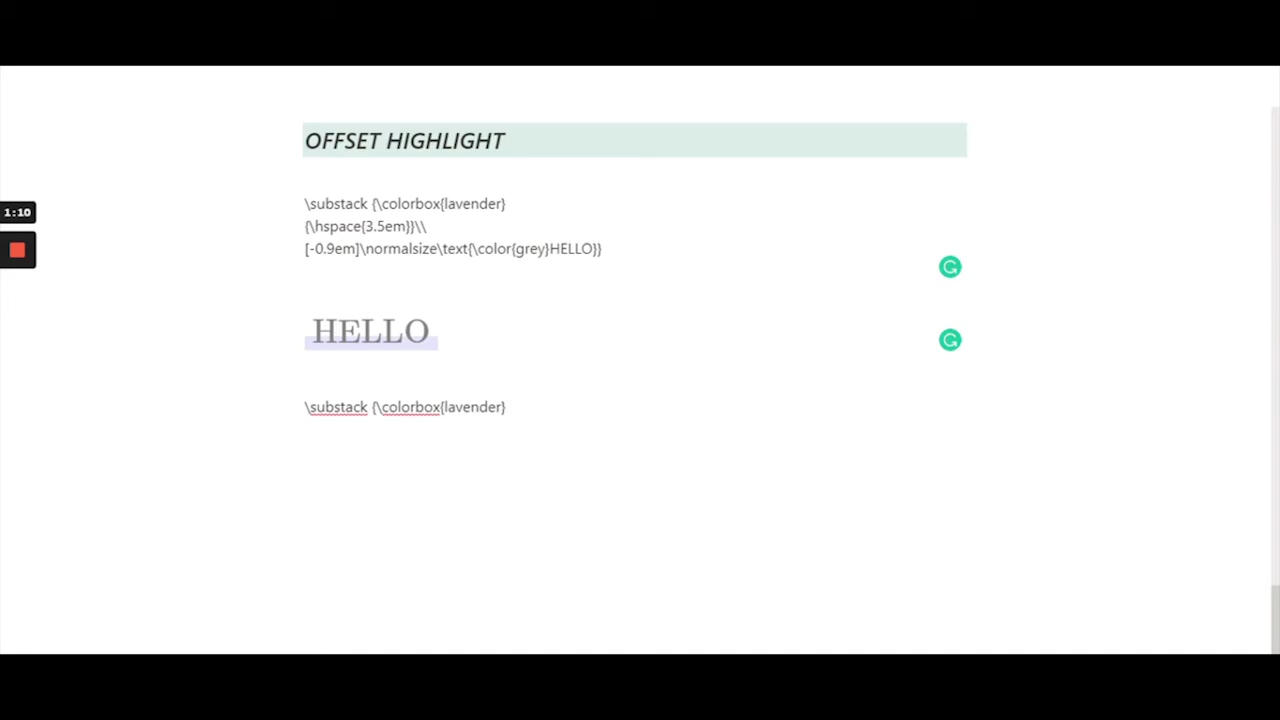 OFFSET HIGHLIGHT
\substack {\colorbox{lavender}
1:10
{\hspace{3.5em}}\\
[-0.9em]\normalsize\text{\color{grey}HELLO}}
HELLO
\substack {\colorbox{lavender}